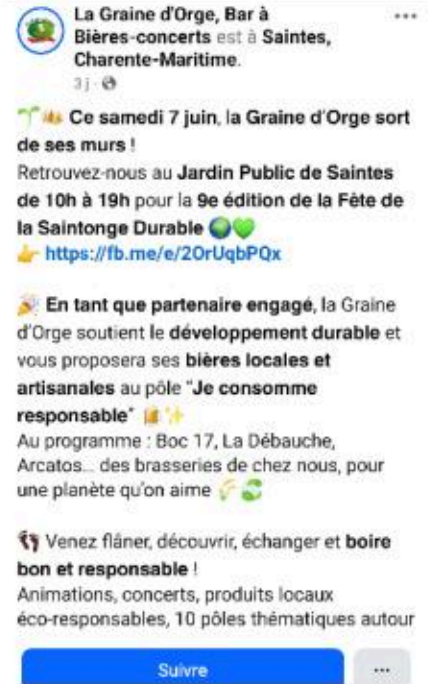 La Graine d'Orge, Bar à
Bières-concerts est à Saintes,
Charente-Maritime.
3 j
🌱🍻 Ce samedi 7 juin, la Graine d'Orge sort
de ses murs !
Retrouvez-nous au Jardin Public de Saintes
de 10h à 19h pour la 9e édition de la Fête de
la Saintonge Durable 🌍💚
👉 https://fb.me/e/2OrUqbPQx
🎉 En tant que partenaire engagé, la Graine
d'Orge soutient le développement durable et
vous proposera ses bières locales et
artisanales au pôle "Je consomme
responsable" 🍺✨
Au programme : Boc 17, La Débauche,
Arcatos… des brasseries de chez nous, pour
une planète qu'on aime 🌾♻️
👣 Venez flâner, découvrir, échanger et boire
bon et responsable !
Animations, concerts, produits locaux
éco-responsables, 10 pôles thématiques autour
Suivre